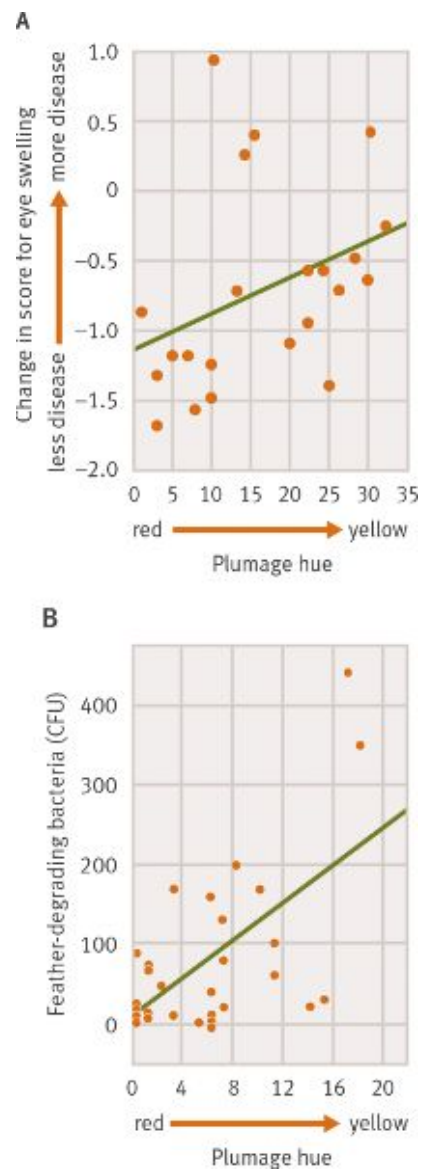 A
Change in score for eye swelling
less disease more disease
1.0
0.5
0
−0.5
−1.0
−1.5
−2.0
0 5 10 15 20 25 30 35
red yellow
Plumage hue
B
Feather-degrading bacteria (CFU)
400
300
200
100
0
0 4 8 12 16 20
red yellow
Plumage hue